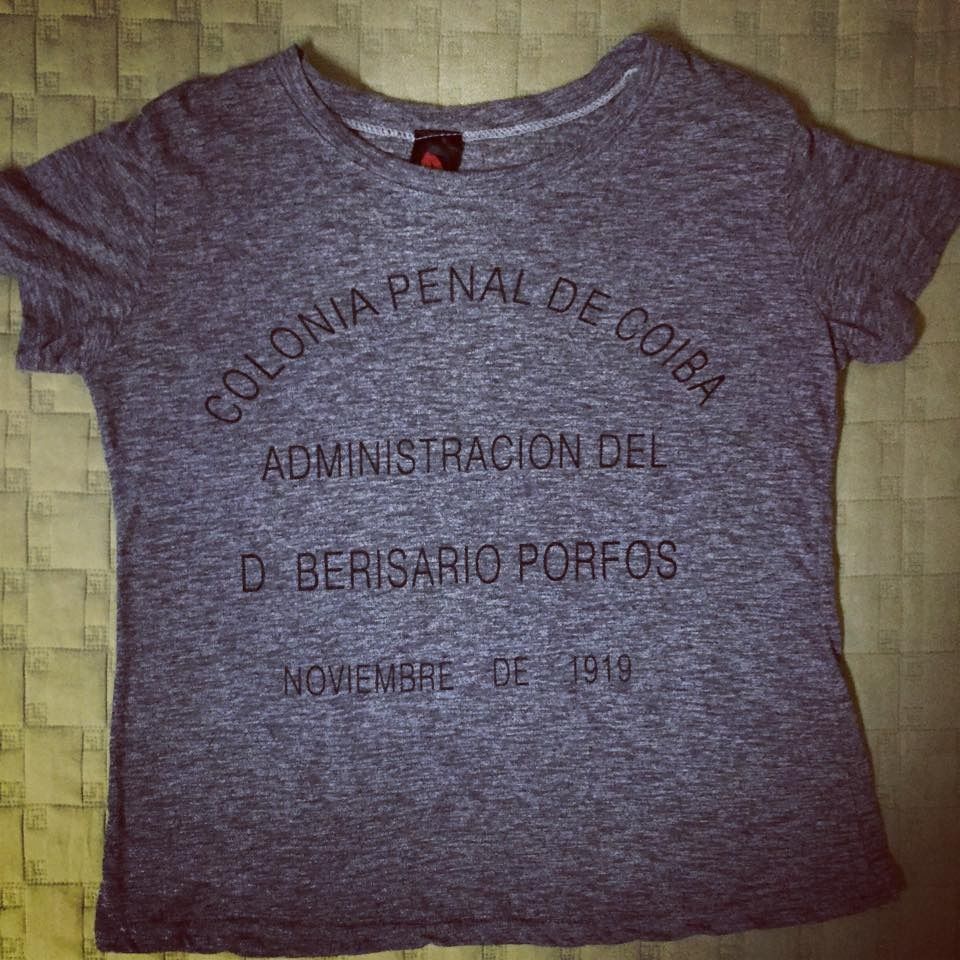 COLONIA PENAL DE COIBA
ADMINISTRACION DEL
D BERISARIO PORFOS
NOVIEMBRE DE 1919